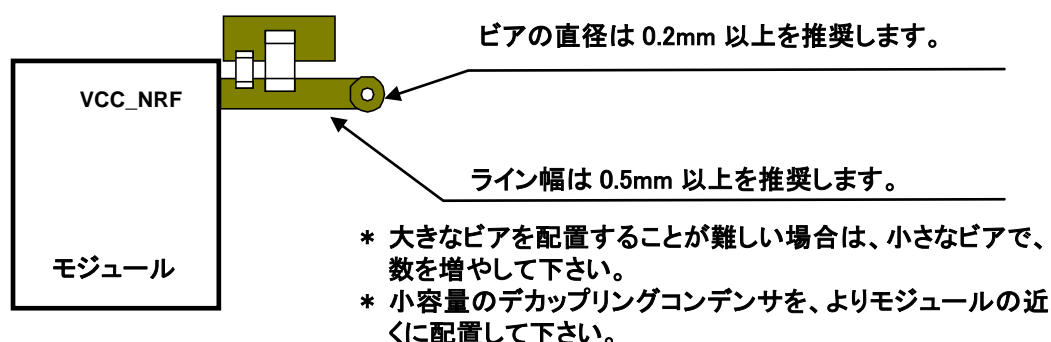 ビアの直径は 0.2mm 以上を推奨します。
VCC_NRF
ライン幅は 0.5mm 以上を推奨します。
モジュール
* 大きなビアを配置することが難しい場合は、小さなビアで、
数を増やして下さい。
* 小容量のデカップリングコンデンサを、よりモジュールの近
くに配置して下さい。